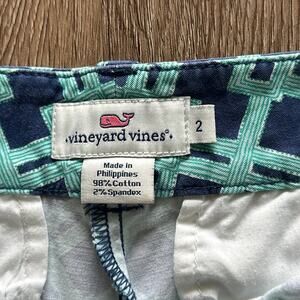 vineyard vines®
2
Made in
Philippines
98% Cotton
2% Spandex